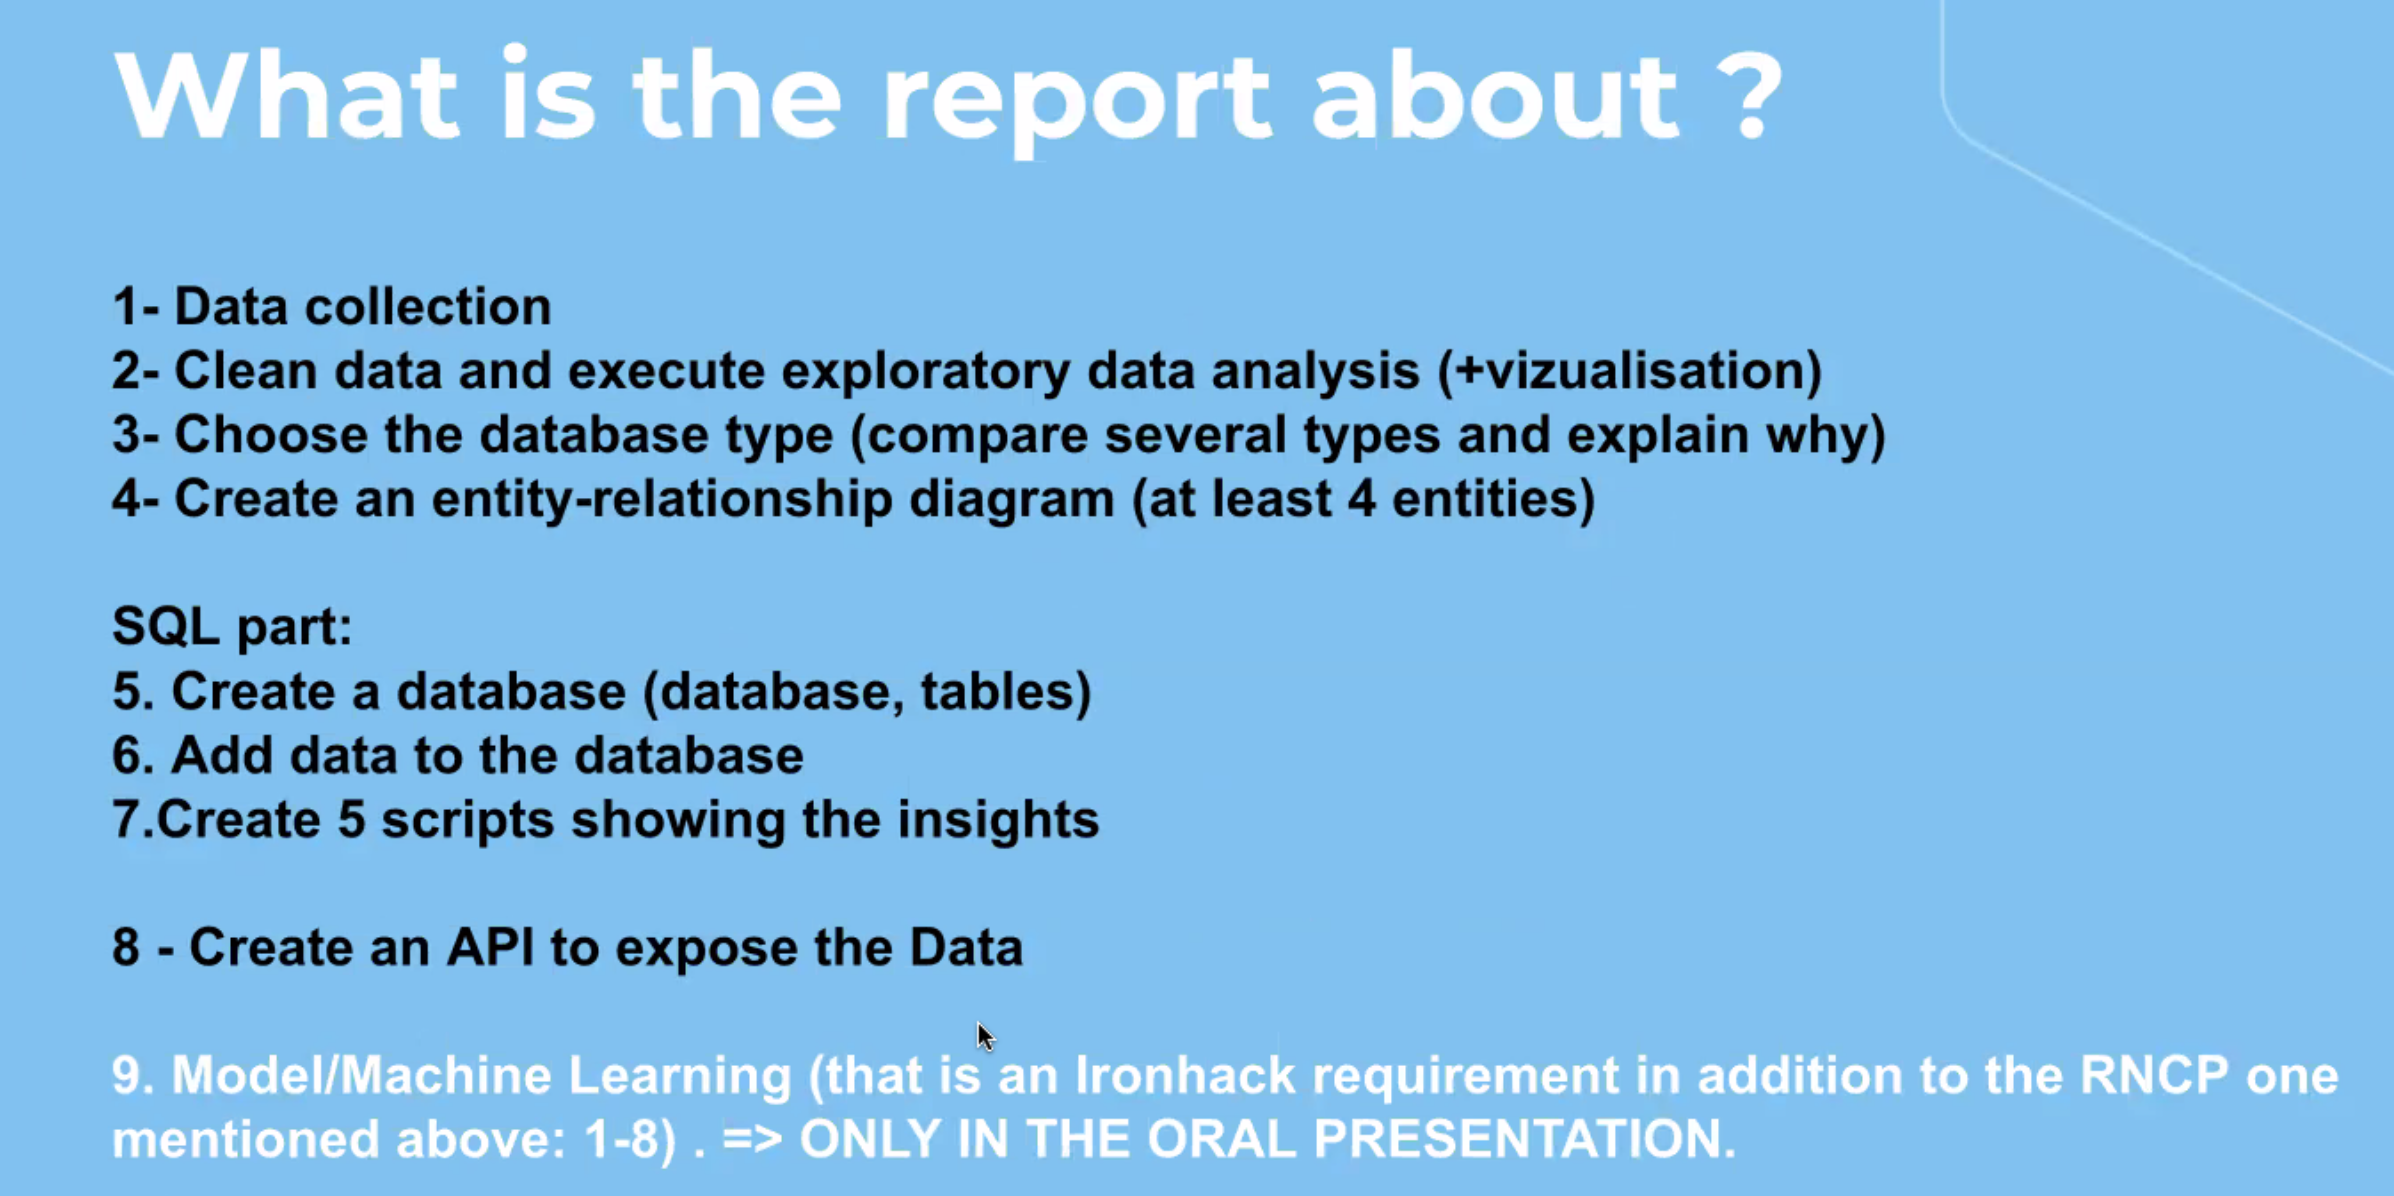 What is the report about ?
1- Data collection
2- Clean data and execute exploratory data analysis (+vizualisation)
3- Choose the database type (compare several types and explain why)
4- Create an entity-relationship diagram (at least 4 entities)
SQL part:
5. Create a database (database, tables)
6. Add data to the database
7.Create 5 scripts showing the insights
8 - Create an API to expose the Data
9. Model/Machine Learning (that is an Ironhack requirement in addition to the RNCP one
mentioned above: 1-8) . => ONLY IN THE ORAL PRESENTATION.